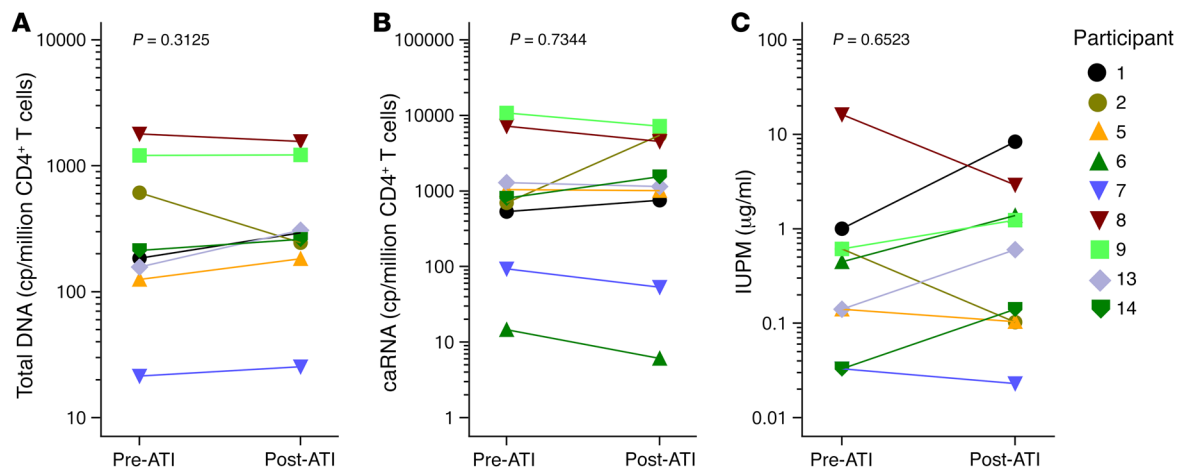 A
P = 0.3125
Total DNA (cp/million CD4⁺ T cells)
10000
1000
100
10
Pre-ATI
Post-ATI
B
P = 0.7344
caRNA (cp/million CD4⁺ T cells)
100000
10000
1000
100
10
1
Pre-ATI
Post-ATI
C
P = 0.6523
IUPM (μg/ml)
100
10
1
0.1
0.01
Pre-ATI
Post-ATI
Participant
1
2
5
6
7
8
9
13
14